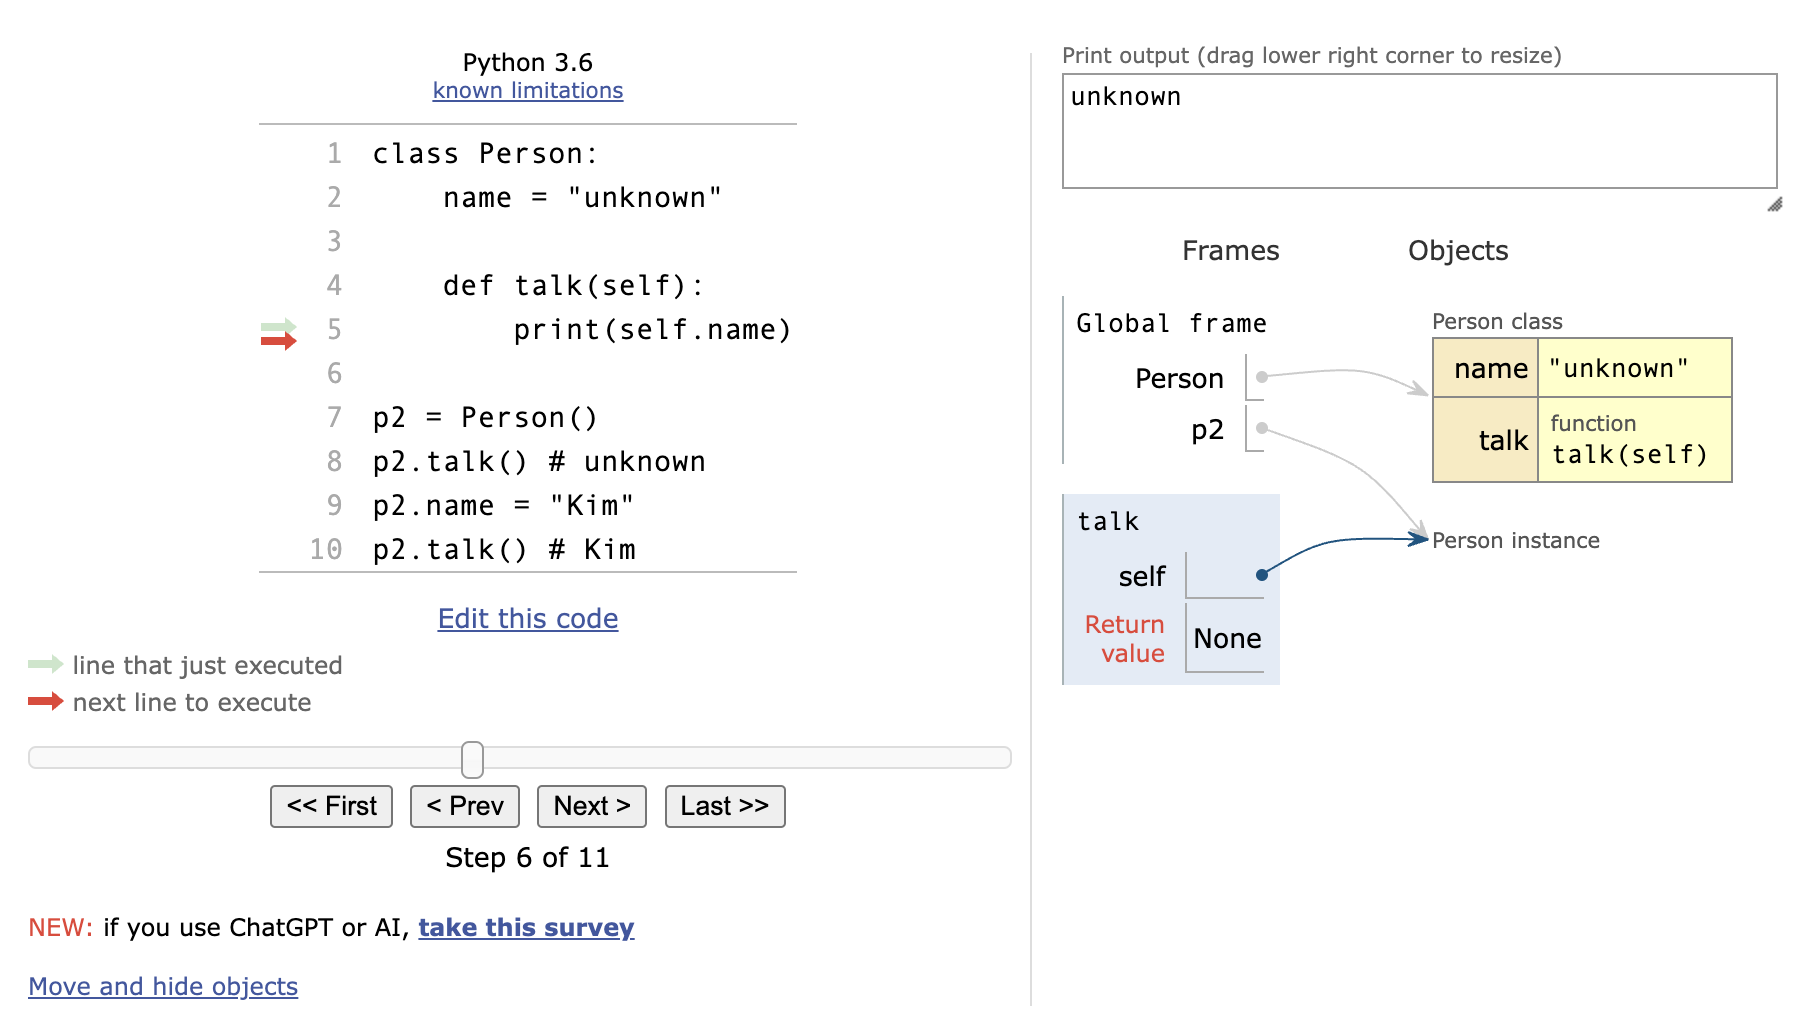 Python 3.6
known limitations
1 class Person:
2     name = "unknown"
3
4     def talk(self):
5         print(self.name)
6
7 p2 = Person()
8 p2.talk() # unknown
9 p2.name = "Kim"
10 p2.talk() # Kim
Edit this code
line that just executed
next line to execute
<< First < Prev Next > Last >>
Step 6 of 11
NEW: if you use ChatGPT or AI, take this survey
Move and hide objects
Print output (drag lower right corner to resize)
unknown
Frames Objects
Global frame
Person
p2
talk
self
Return
value
None
Person class
name "unknown"
talk function
talk(self)
Person instance